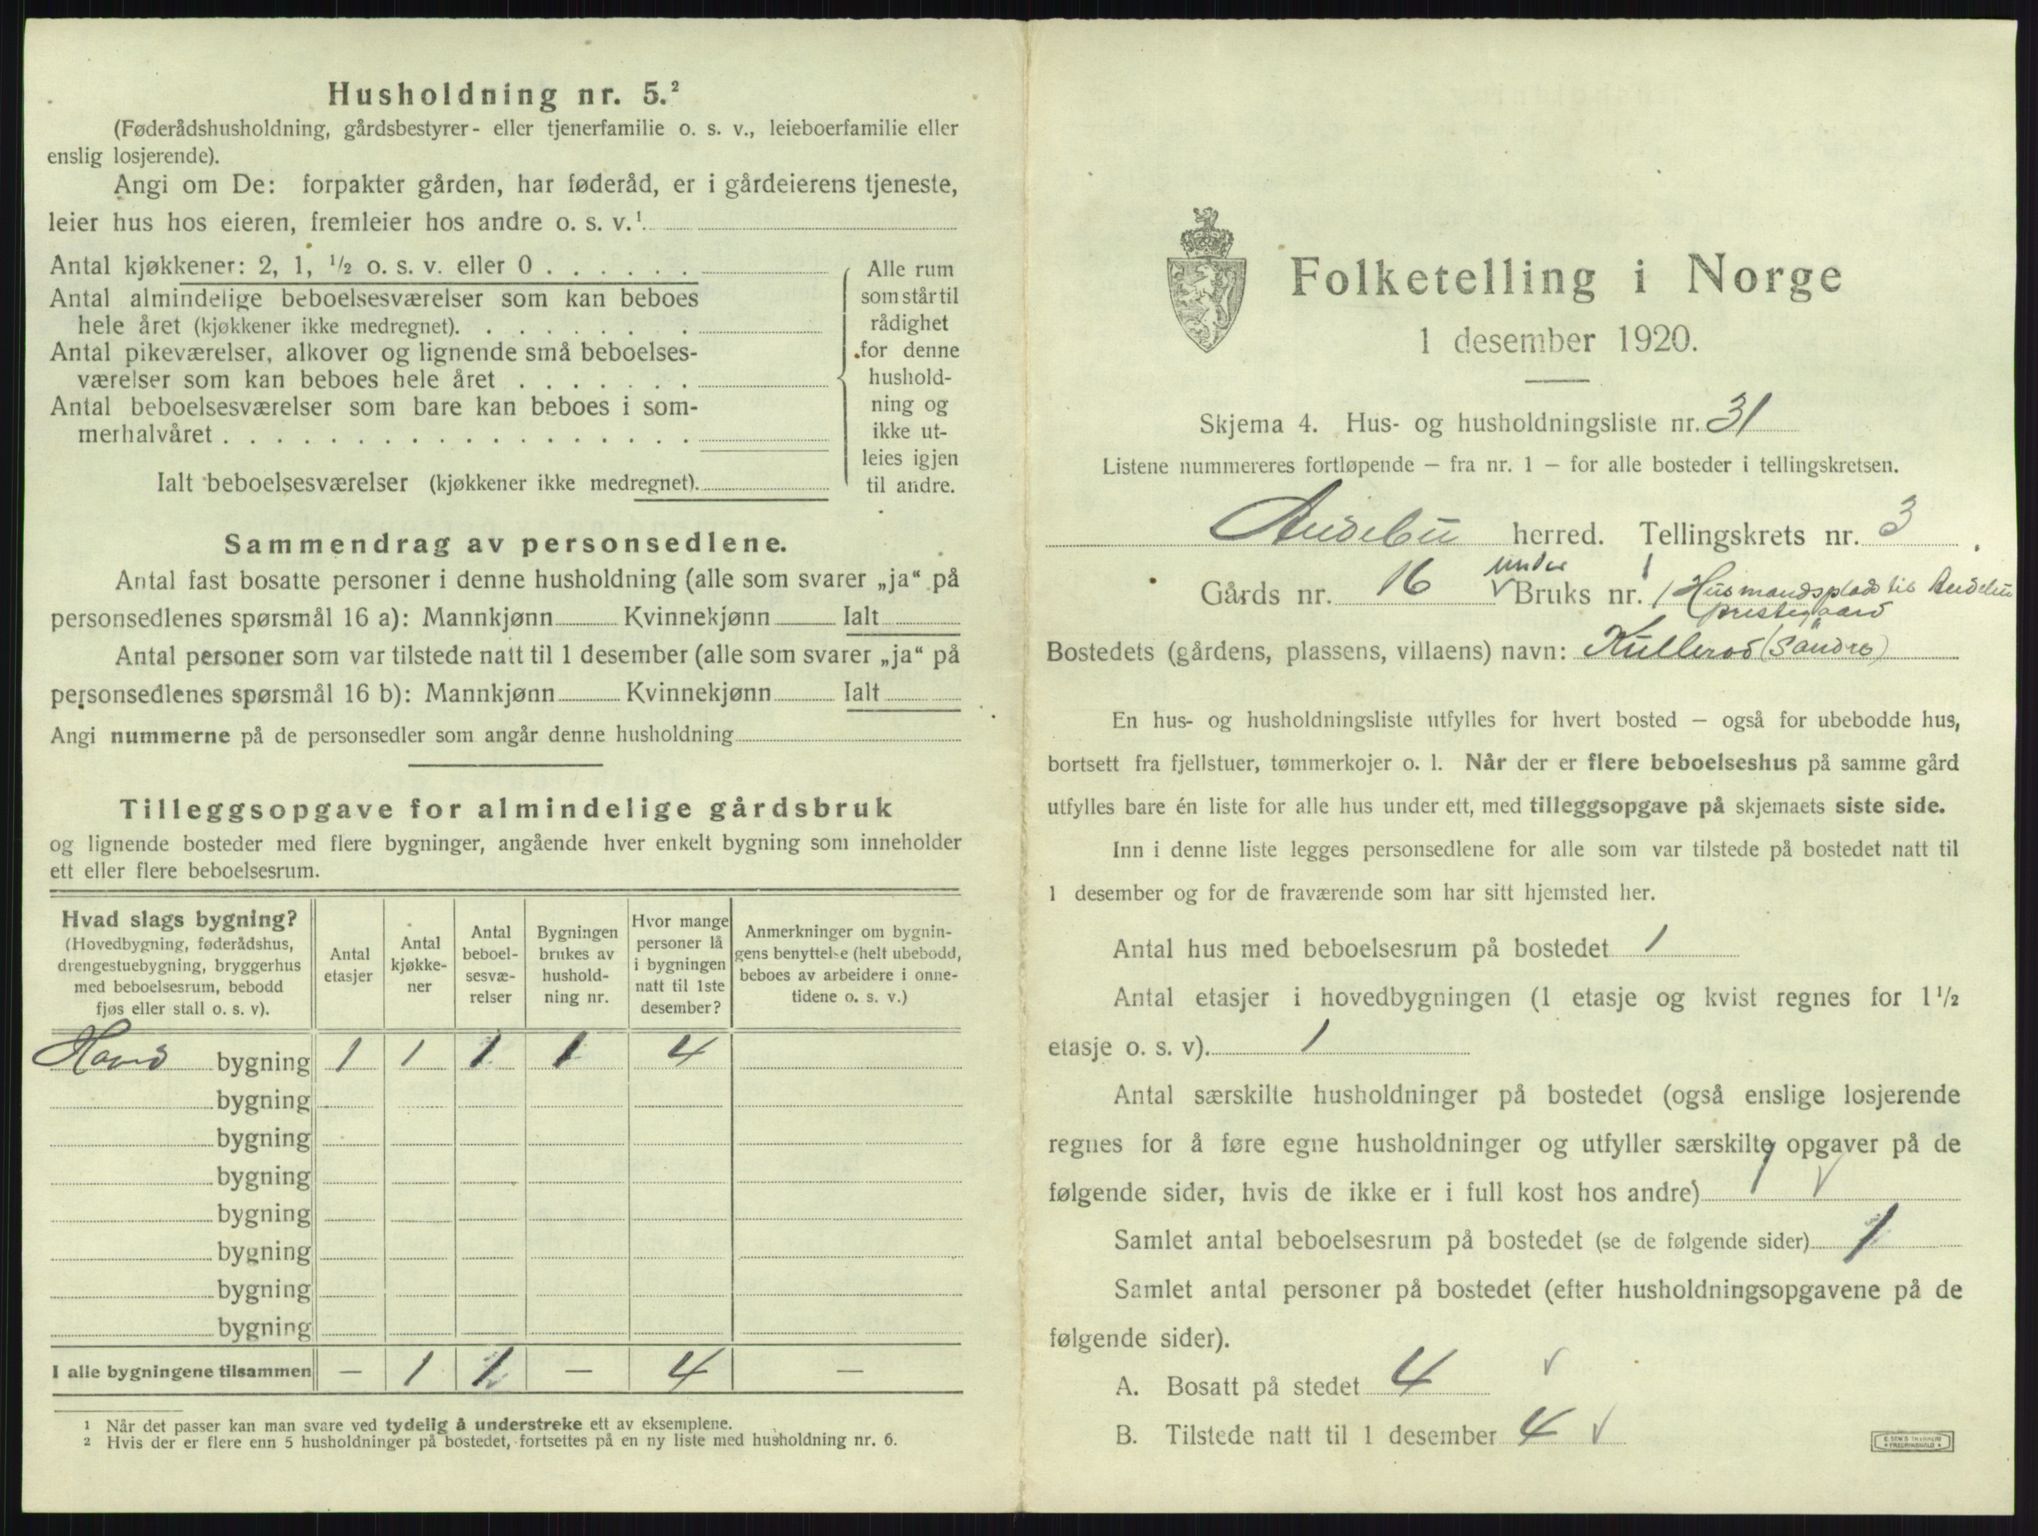 Husholdning nr. 5.²
(Føderådshusholdning, gårdsbestyrer- eller tjenerfamilie o. s. v., leieboerfamilie eller
enslig losjerende).
Angi om De: forpakter gården, har føderåd, er i gårdeierens tjeneste,
leier hus hos eieren, fremleier hos andre o. s. v.¹
Antal kjøkkener: 2, 1, ½ o. s. v. eller 0 . . . . . .
Antal almindelige beboelsesværelser som kan beboes
hele året (kjøkkener ikke medregnet). . . . . . . . .
Antal pikeværelser, alkover og lignende små beboelses-
værelser som kan beboes hele året . . . . . . .
Antal beboelsesværelser som bare kan beboes i som-
merhalvåret . . . . . . . . . . . . . . . . . .
Ialt beboelsesværelser (kjøkkener ikke medregnet).
Alle rum
som står til
rådighet
for denne
hushold-
ning og
ikke ut-
leies igjen
til andre.
Sammendrag av personsedlene.
Antal fast bosatte personer i denne husholdning (alle som svarer „ja“ på
personsedlenes spørsmål 16 a): Mannkjønn Kvinnekjønn Ialt
Antal personer som var tilstede natt til 1 desember (alle som svarer „ja“ på
personsedlenes spørsmål 16 b): Mannkjønn Kvinnekjønn Ialt
Angi nummerne på de personsedler som angår denne husholdning
Tilleggsopgave for almindelige gårdsbruk
og lignende bosteder med flere bygninger, angående hver enkelt bygning som inneholder
ett eller flere beboelsesrum.
Hvad slags bygning?
(Hovedbygning, føderådshus,
drengestuebygning, bryggerhus
med beboelsesrum, bebodd
fjøs eller stall o. s. v).
Antal
etasjer
Antal
kjøkke-
ner
Antal
beboel-
sesvæ-
relser
Bygningen
brukes av
hushold-
ning nr.
Hvor mange
personer lå
i bygningen
natt til 1ste
desember?
Anmerkninger om bygnin-
gens benyttelse (helt ubebodd,
beboes av arbeidere i onne-
tidene o. s. v.)
Hoved bygning 1 1 1 1 4
bygning
bygning
bygning
bygning
bygning
bygning
bygning
I alle bygningene tilsammen — 1 1 — 4 —
¹ Når det passer kan man svare ved tydelig å understreke ett av eksemplene.
² Hvis der er flere enn 5 husholdninger på bostedet, fortsettes på en ny liste med husholdning nr. 6.
Folketelling i Norge
1 desember 1920.
Skjema 4. Hus- og husholdningsliste nr. 31
Listene nummereres fortløpende — fra nr. 1 — for alle bosteder i tellingskretsen.
Andebu herred. Tellingskrets nr. 3
Gårds nr. 16 under Bruks nr. 1 (Husmandsplads til Andebu
prestegaard
Bostedets (gårdens, plassens, villaens) navn: Kullerød (Søndre)
En hus- og husholdningsliste utfylles for hvert bosted — også for ubebodde hus,
bortsett fra fjellstuer, tømmerkojer o. l. Når der er flere beboelseshus på samme gård
utfylles bare én liste for alle hus under ett, med tilleggsopgave på skjemaets siste side.
Inn i denne liste legges personsedlene for alle som var tilstede på bostedet natt til
1 desember og for de fraværende som har sitt hjemsted her.
Antal hus med beboelsesrum på bostedet 1
Antal etasjer i hovedbygningen (1 etasje og kvist regnes for 1½
etasje o. s. v). 1
Antal særskilte husholdninger på bostedet (også enslige losjerende
regnes for å føre egne husholdninger og utfyller særskilte opgaver på de
følgende sider, hvis de ikke er i full kost hos andre) 1
Samlet antal beboelsesrum på bostedet (se de følgende sider) 1
Samlet antal personer på bostedet (efter husholdningsopgavene på de
følgende sider).
A. Bosatt på stedet 4
B. Tilstede natt til 1 desember 4